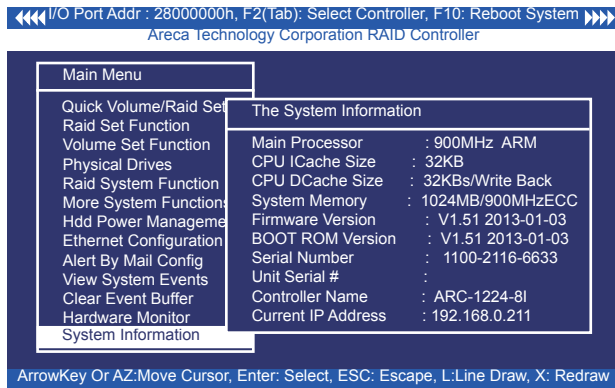 I/O Port Addr : 28000000h, F2(Tab): Select Controller, F10: Reboot System
Areca Technology Corporation RAID Controller
Main Menu
Quick Volume/Raid Set
Raid Set Function
Volume Set Function
Physical Drives
Raid System Function
More System Functions
Hdd Power Manageme
Ethernet Configuration
Alert By Mail Config
View System Events
Clear Event Buffer
Hardware Monitor
System Information
The System Information
Main Processor : 900MHz ARM
CPU ICache Size : 32KB
CPU DCache Size : 32KBs/Write Back
System Memory : 1024MB/900MHzECC
Firmware Version : V1.51 2013-01-03
BOOT ROM Version : V1.51 2013-01-03
Serial Number : 1100-2116-6633
Unit Serial # :
Controller Name : ARC-1224-8I
Current IP Address : 192.168.0.211
ArrowKey Or AZ:Move Cursor, Enter: Select, ESC: Escape, L:Line Draw, X: Redraw